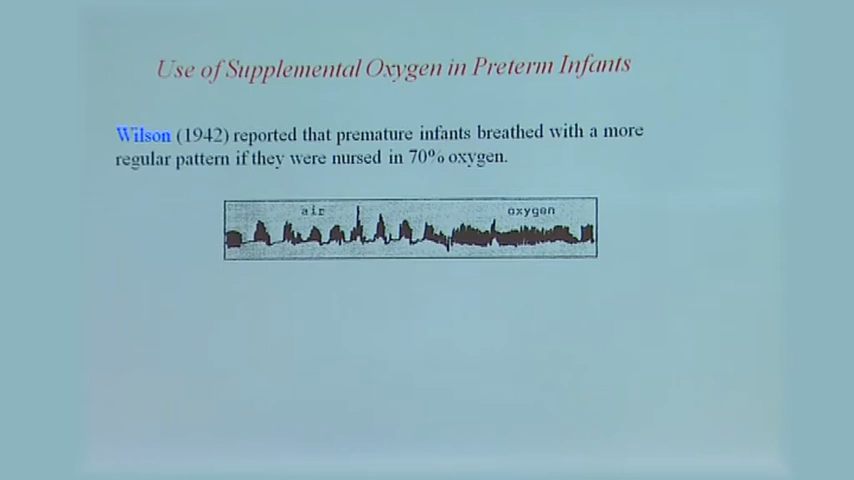 Use of Supplemental Oxygen in Preterm Infants
Wilson (1942) reported that premature infants breathed with a more
regular pattern if they were nursed in 70% oxygen.
air
oxygen